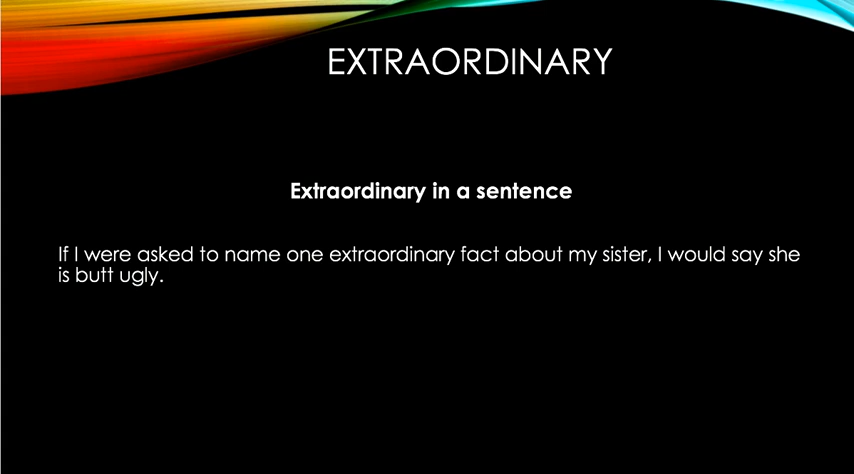 EXTRAORDINARY
Extraordinary in a sentence
If I were asked to name one extraordinary fact about my sister, I would say she
is butt ugly.